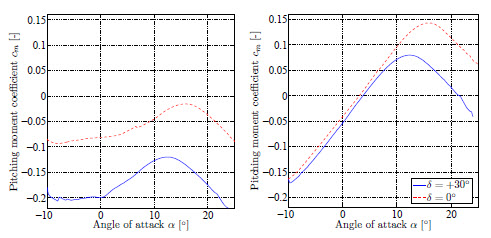 Pitching moment coefficient cm [-]
0.15
0.1
0.05
0
−0.05
−0.1
−0.15
−0.2
−10 0 10 20
Angle of attack α [°]
Pitching moment coefficient cm [-]
0.15
0.1
0.05
0
−0.05
−0.1
−0.15
−0.2
δ = +30°
δ = 0°
−10 0 10 20
Angle of attack α [°]